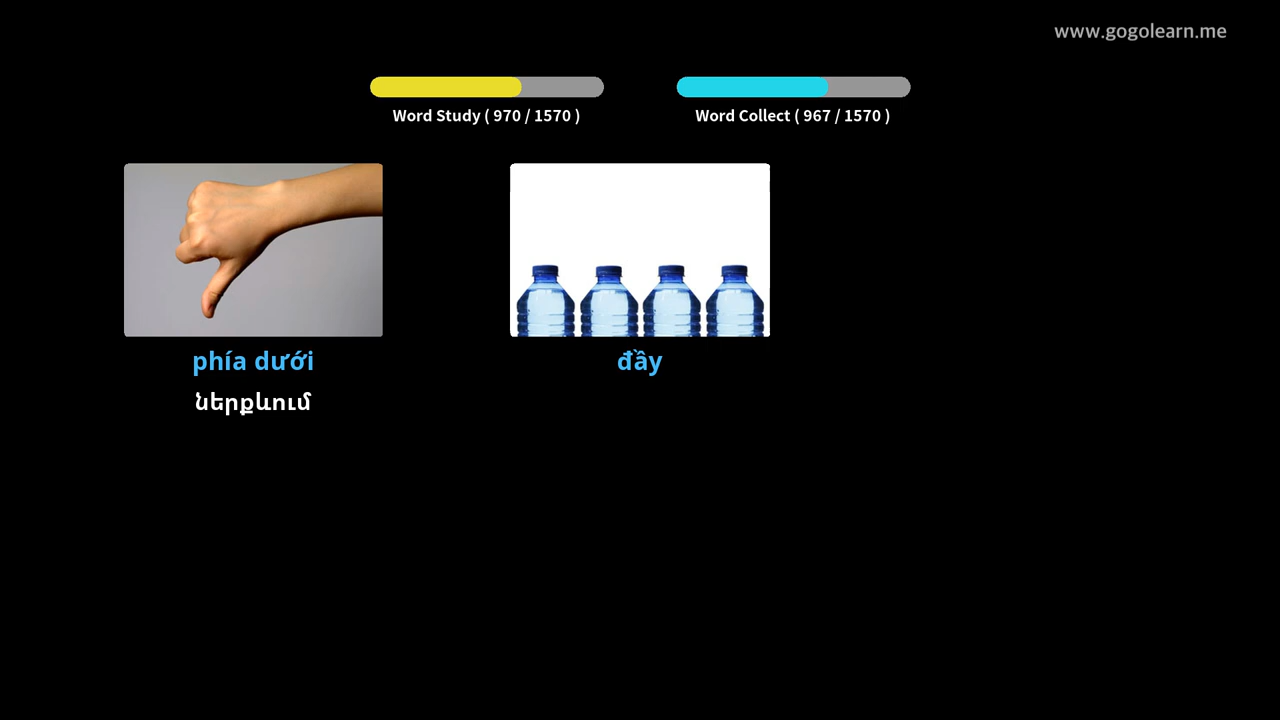 www.gogolearn.me
Word Study ( 970 / 1570 )
Word Collect ( 967 / 1570 )
phía dưới
ներքևում
đầy